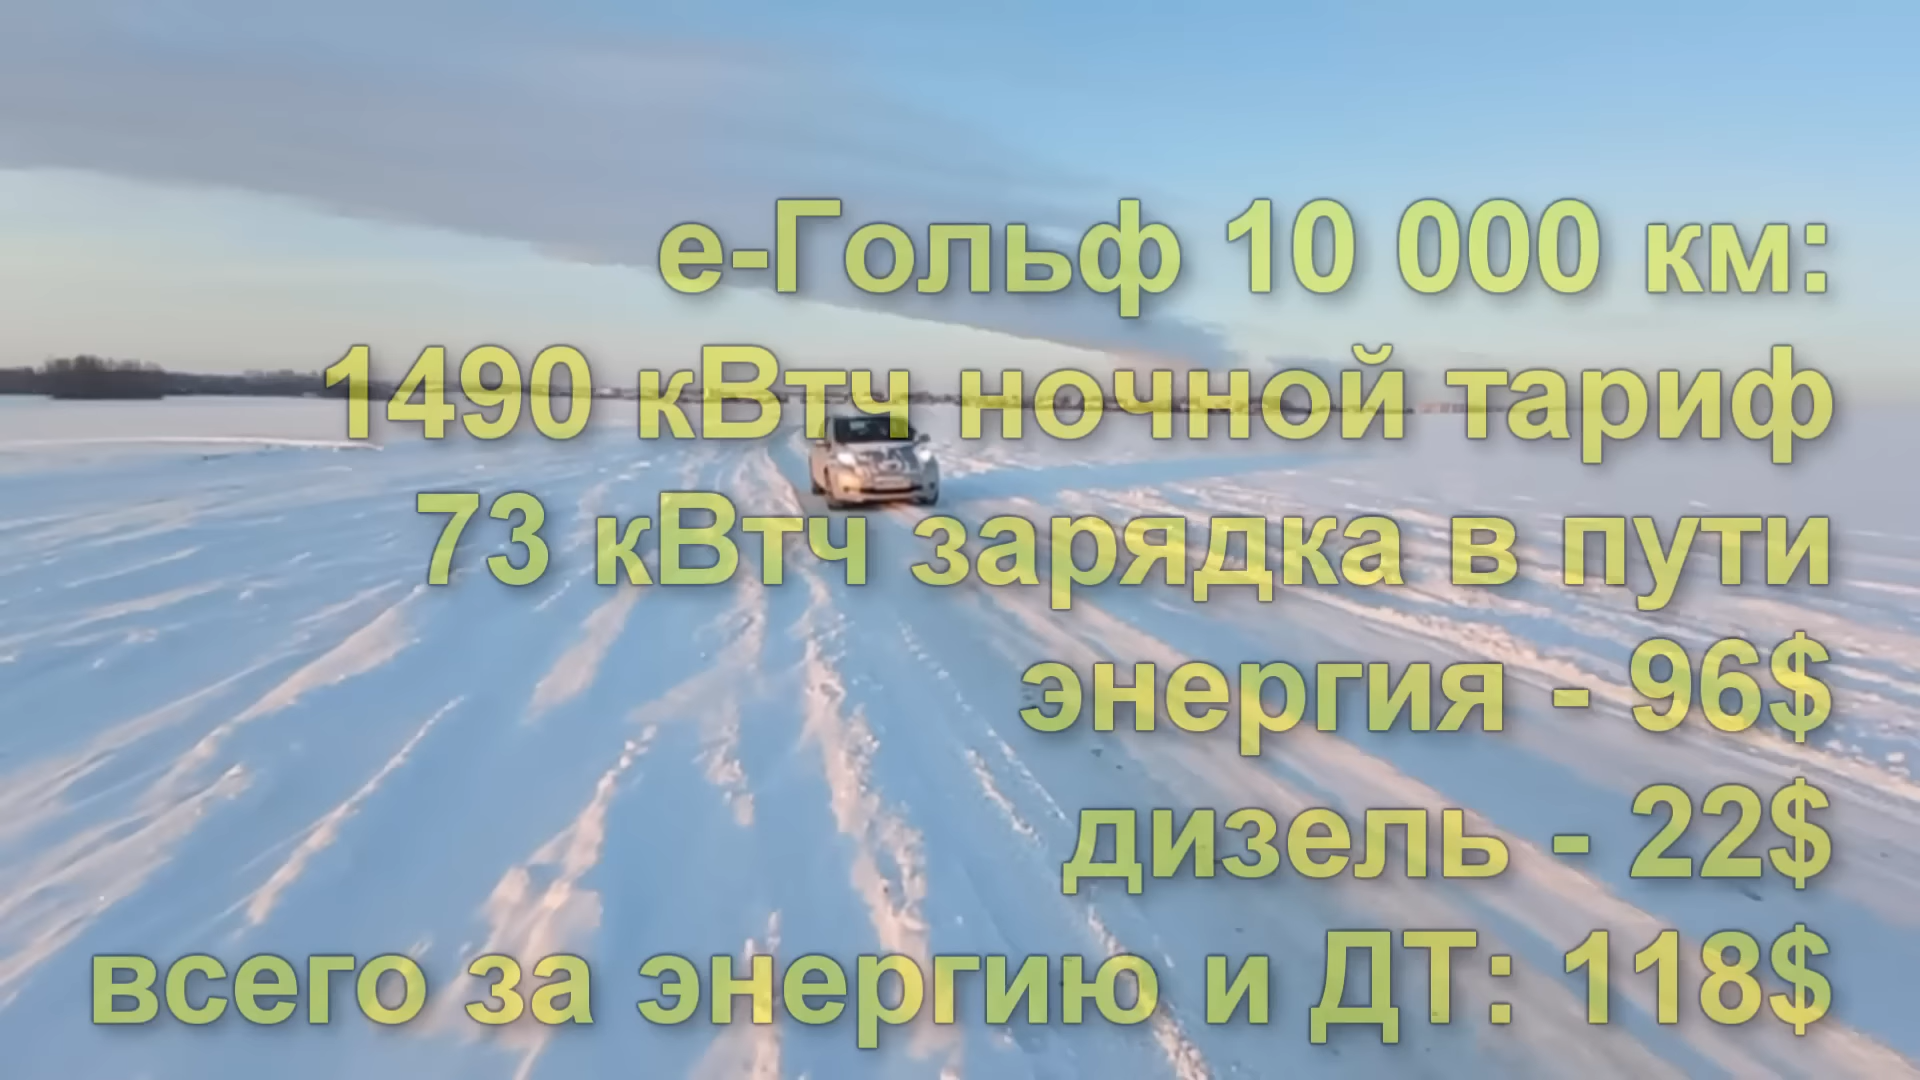 е-Гольф 10 000 км:
1490 кВтч ночной тариф
73 кВтч зарядка в пути
энергия - 96$
дизель - 22$
всего за энергию и ДТ: 118$